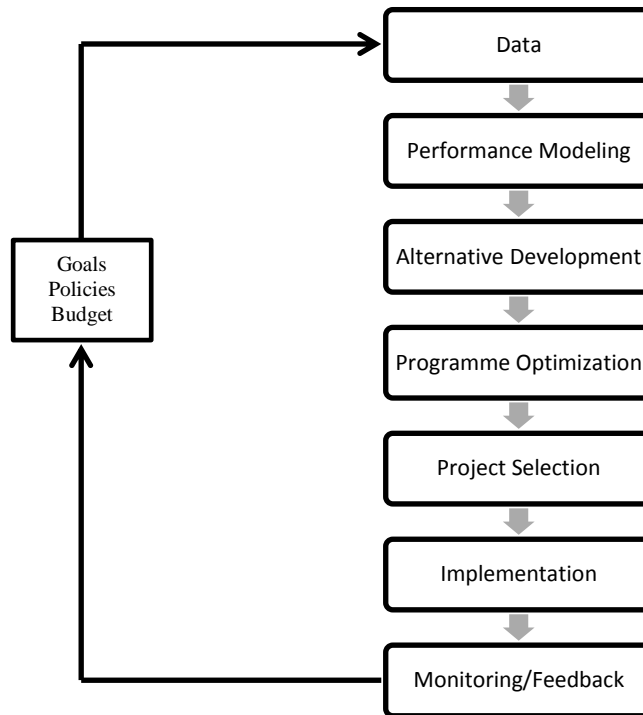 Data
Performance Modeling
Alternative Development
Goals
Policies
Budget
Programme Optimization
Project Selection
Implementation
Monitoring/Feedback